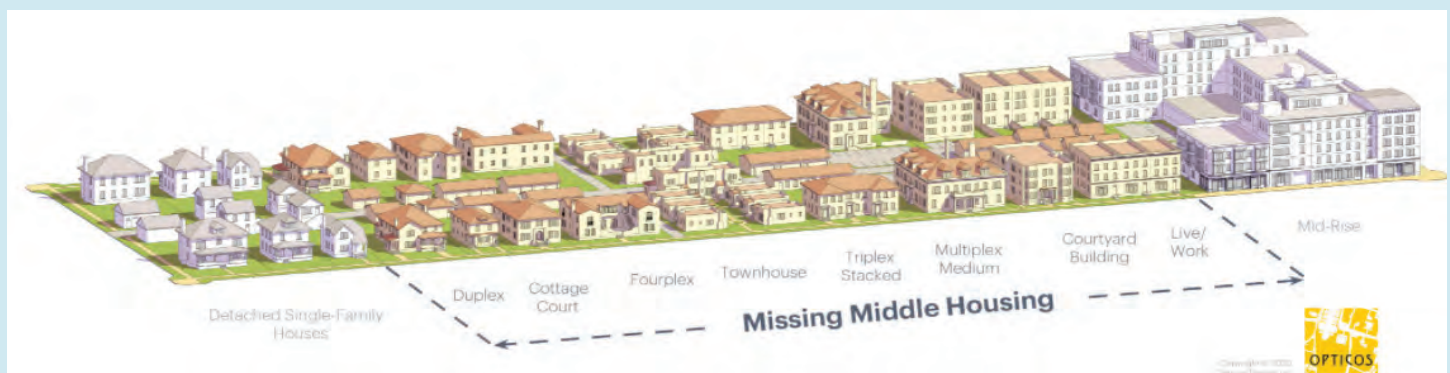 Detached Single-Family
Houses
Duplex
Cottage
Court
Fourplex
Townhouse
Triplex
Stacked
Multiplex
Medium
Courtyard
Building
Live/
Work
Mid-Rise
Missing Middle Housing
OPTICOS